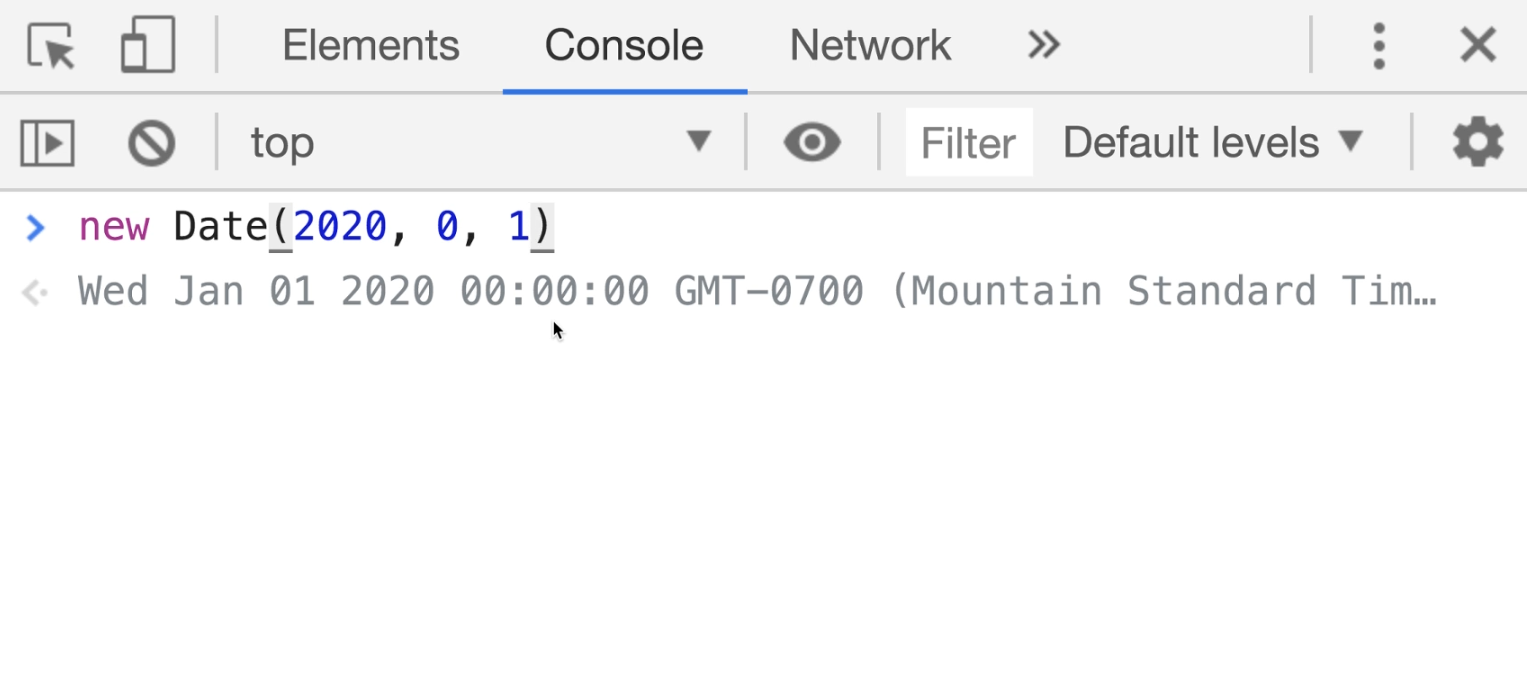 Elements Console Network
top Filter Default levels
new Date(2020, 0, 1)
Wed Jan 01 2020 00:00:00 GMT-0700 (Mountain Standard Tim…